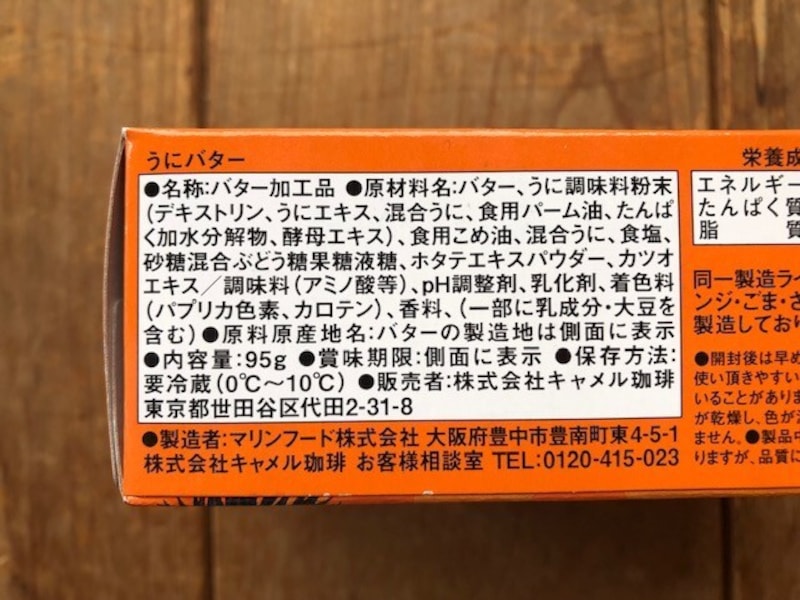 うにバター
●名称:バター加工品 ●原材料名:バター、うに調味料粉末
(デキストリン、うにエキス、混合うに、食用パーム油、たんぱ
く加水分解物、酵母エキス)、食用こめ油、混合うに、食塩、
砂糖混合ぶどう糖果糖液糖、ホタテエキスパウダー、カツオ
エキス/調味料(アミノ酸等)、pH調整剤、乳化剤、着色料
(パプリカ色素、カロテン)、香料、(一部に乳成分・大豆を
含む) ●原料原産地名:バターの製造地は側面に表示
●内容量:95g ●賞味期限:側面に表示 ●保存方法:
要冷蔵(0℃〜10℃) ●販売者:株式会社キャメル珈琲
東京都世田谷区代田2-31-8
●製造者:マリンフード株式会社 大阪府豊中市豊南町東4-5-1
株式会社キャメル珈琲 お客様相談室 TEL:0120-415-023
栄養成
エネルギー
たんぱく質
脂 質
同一製造ライ
ンジ・ごま・さ
製造しており
●開封後は早め
使い頂きやすい
いることがありま
が乾燥し、色が
ません。●製品中
りますが、品質に